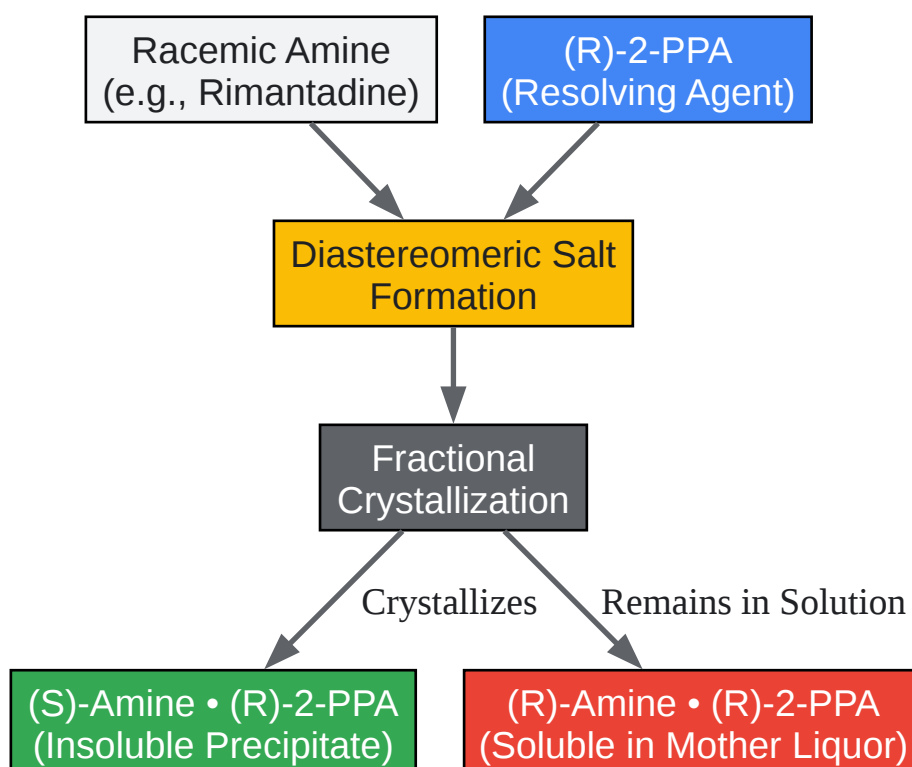 Racemic Amine
(e.g., Rimantadine)
(R)-2-PPA
(Resolving Agent)
Diastereomeric Salt
Formation
Fractional
Crystallization
Crystallizes
Remains in Solution
(S)-Amine • (R)-2-PPA
(Insoluble Precipitate)
(R)-Amine • (R)-2-PPA
(Soluble in Mother Liquor)